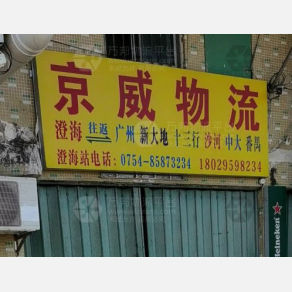 京威物流
澄海 往返 广州 新大地 十三行 沙河 中大 番禺
澄海站电话：0754-85873234 18029598234
Heineken